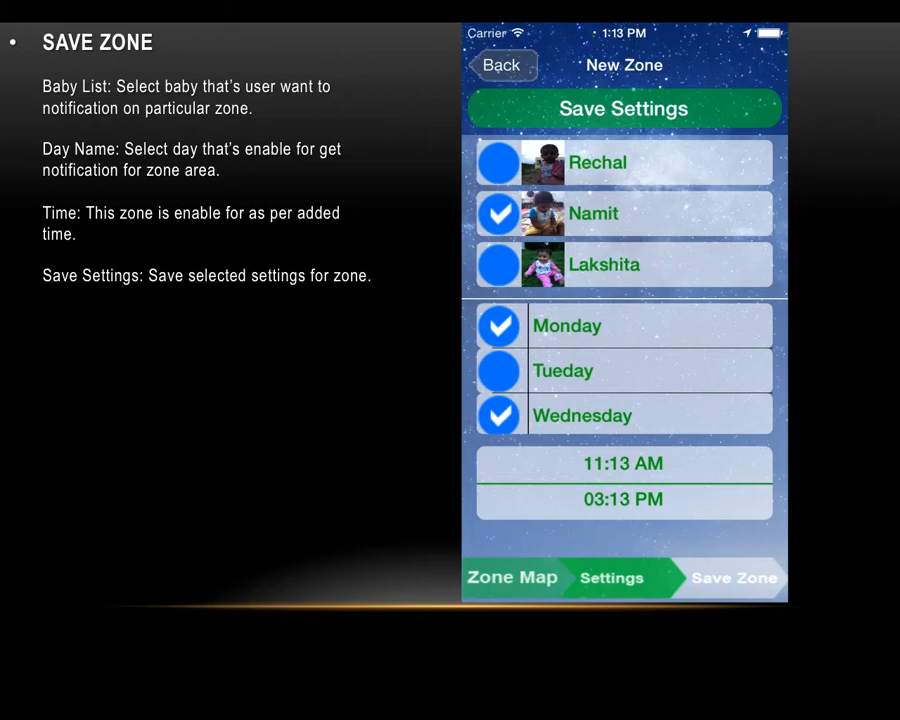 • SAVE ZONE
Baby List: Select baby that's user want to
notification on particular zone.
Day Name: Select day that's enable for get
notification for zone area.
Time: This zone is enable for as per added
time.
Save Settings: Save selected settings for zone.
Carrier 1:13 PM
Back New Zone
Save Settings
Rechal
Namit
Lakshita
Monday
Tueday
Wednesday
11:13 AM
03:13 PM
Zone Map Settings Save Zone